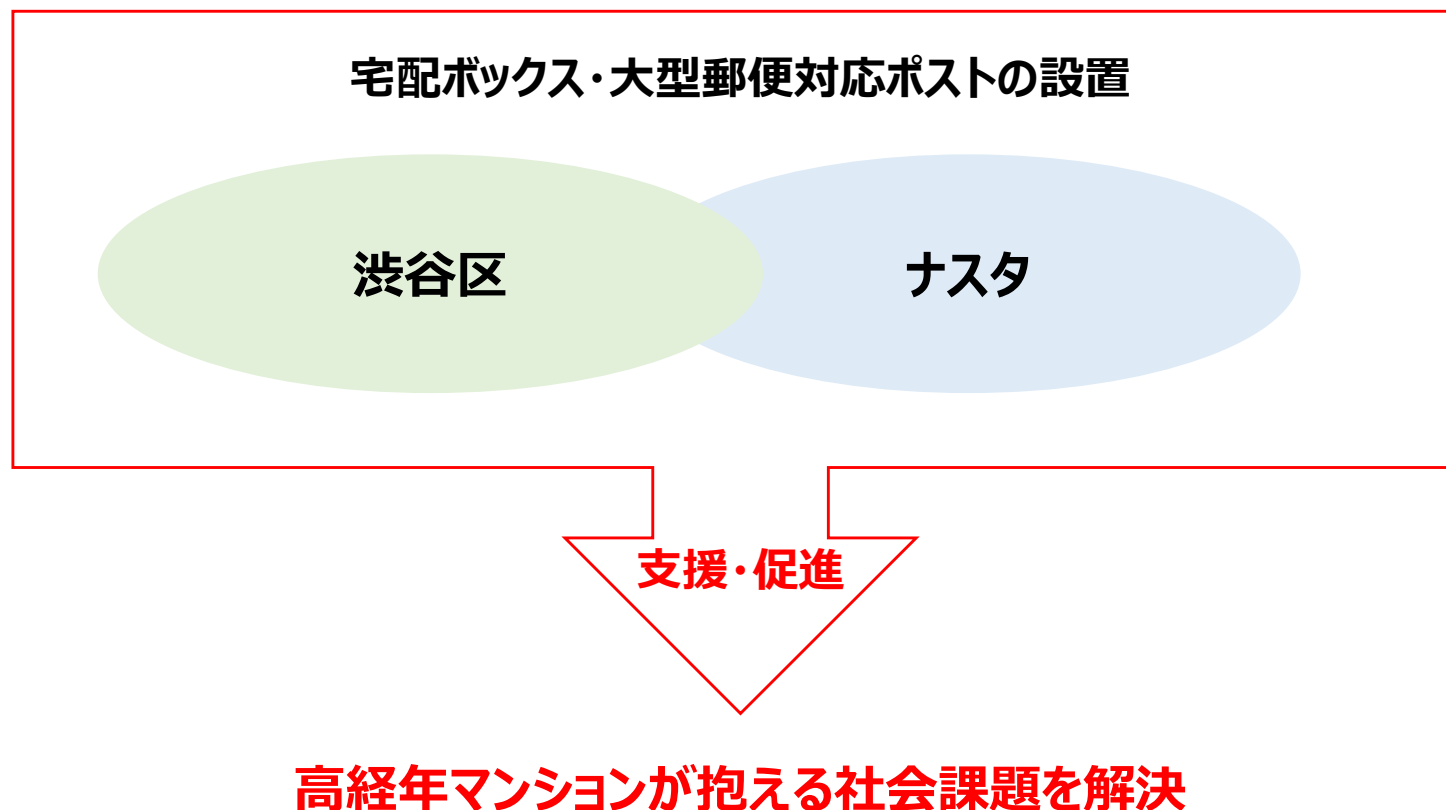 宅配ボックス・大型郵便対応ポストの設置
渋谷区
ナスタ
支援・促進
高経年マンションが抱える社会課題を解決